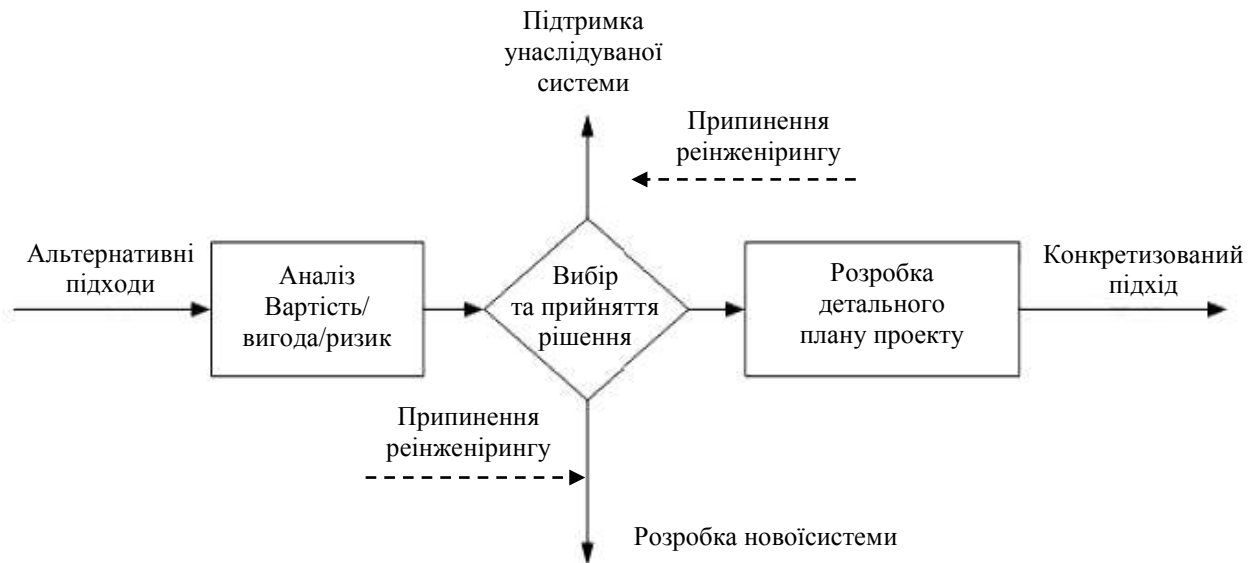 Підтримка
унаслідуваної
системи
Припинення
реінженірингу
Альтернативні
підходи
Аналіз
Вартість/
вигода/ризик
Вибір
та прийняття
рішення
Розробка
детального
плану проекту
Конкретизований
підхід
Припинення
реінженірингу
Розробка новоїсистеми